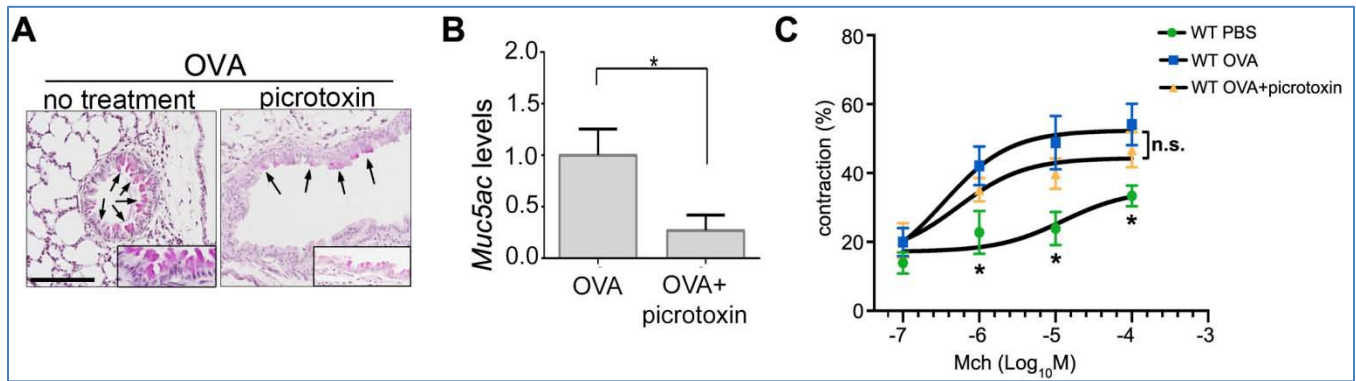 A
OVA
no treatment picrotoxin
B
Muc5ac levels
2.0
1.5
1.0
0.5
0.0
*
OVA OVA+
picrotoxin
C
contraction (%)
80
60
40
20
0
WT PBS
WT OVA
WT OVA+picrotoxin
n.s.
*
* *
-7 -6 -5 -4 -3
Mch (Log₁₀M)